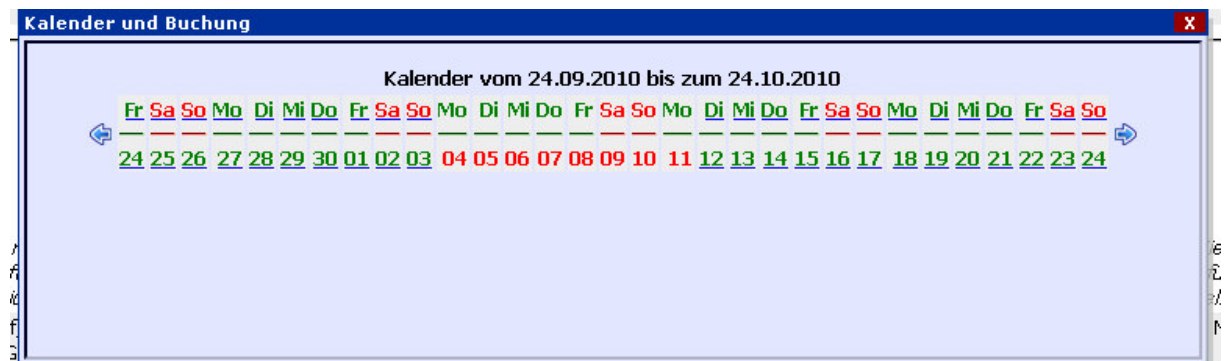 Kalender und Buchung
X
Kalender vom 24.09.2010 bis zum 24.10.2010
Fr Sa So Mo Di Mi Do Fr Sa So Mo Di Mi Do Fr Sa So Mo Di Mi Do Fr Sa So Mo Di Mi Do Fr Sa So
24 25 26 27 28 29 30 01 02 03 04 05 06 07 08 09 10 11 12 13 14 15 16 17 18 19 20 21 22 23 24